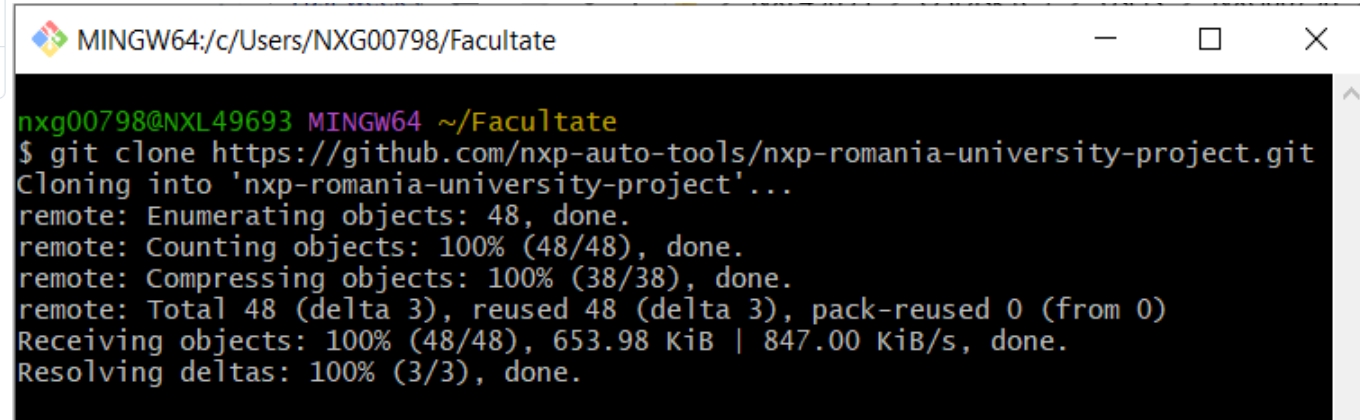 MINGW64:/c/Users/NXG00798/Facultate
nxg00798@NXL49693 MINGW64 ~/Facultate
$ git clone https://github.com/nxp-auto-tools/nxp-romania-university-project.git
Cloning into 'nxp-romania-university-project'...
remote: Enumerating objects: 48, done.
remote: Counting objects: 100% (48/48), done.
remote: Compressing objects: 100% (38/38), done.
remote: Total 48 (delta 3), reused 48 (delta 3), pack-reused 0 (from 0)
Receiving objects: 100% (48/48), 653.98 KiB | 847.00 KiB/s, done.
Resolving deltas: 100% (3/3), done.